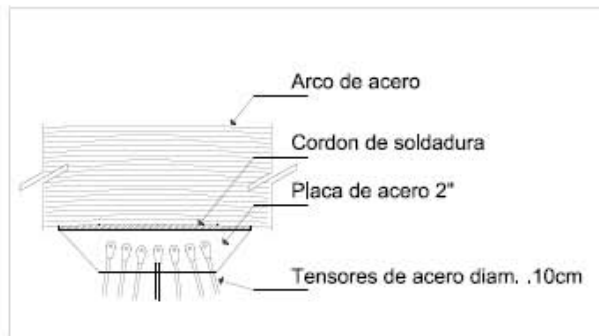 Arco de acero
Cordon de soldadura
Placa de acero 2"
Tensores de acero diam. .10cm